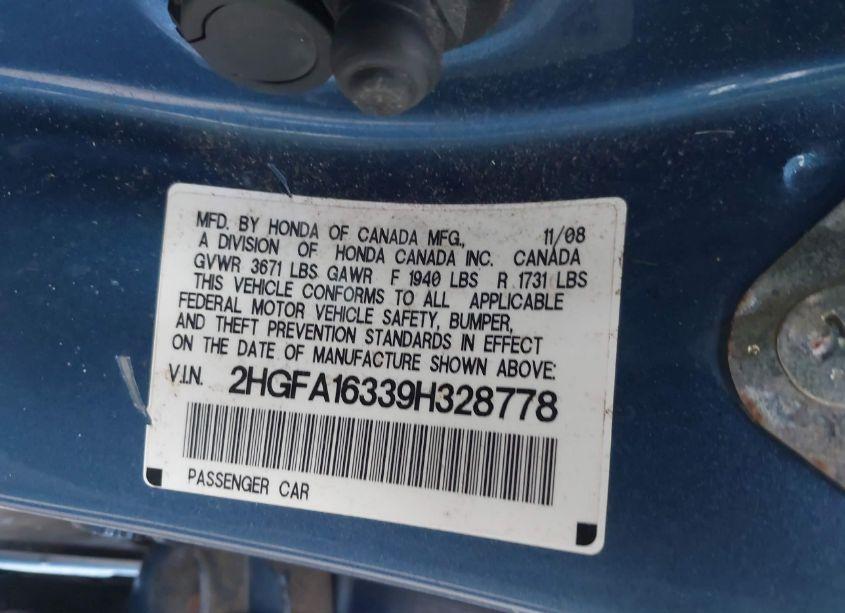 MFD. BY HONDA OF CANADA MFG., 11/08
A DIVISION OF HONDA CANADA INC. CANADA
GVWR 3671 LBS GAWR F 1940 LBS R 1731 LBS
THIS VEHICLE CONFORMS TO ALL APPLICABLE
FEDERAL MOTOR VEHICLE SAFETY, BUMPER,
AND THEFT PREVENTION STANDARDS IN EFFECT
ON THE DATE OF MANUFACTURE SHOWN ABOVE:
V.I.N. 2HGFA16339H328778
PASSENGER CAR